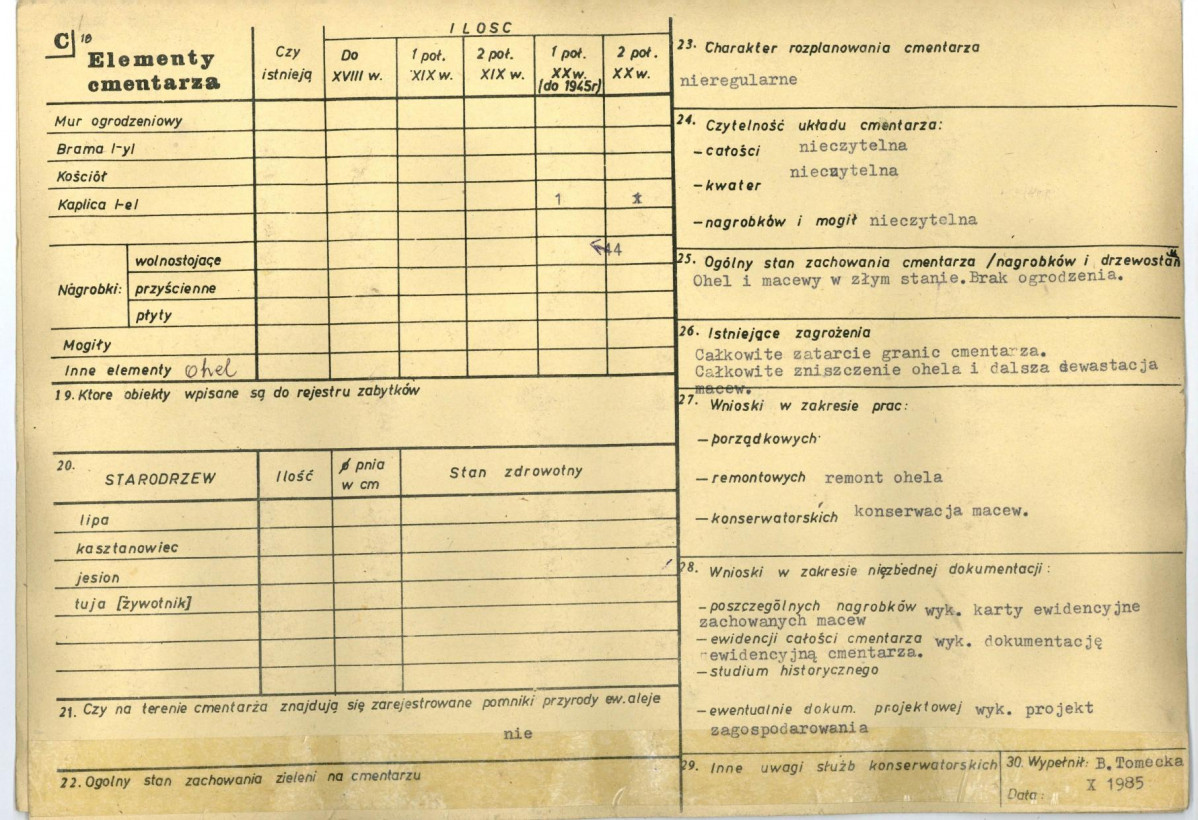 C 18
Elementy
cmentarza
Czy
istnieją
ILOSC
Do
XVIII w.
1 poł.
XIX w.
2 poł.
XIX w.
1 poł.
XX w.
(do 1945r)
2 poł.
XX w.
Mur ogrodzeniowy
Brama l-yl
Kościół
Kaplica l-el 1 1
Nagrobki:
wolnostojące 44
przyścienne
płyty
Mogiły
Inne elementy ohel
19. Ktore obiekty wpisane są do rejestru zabytków
20.
STARODRZEW
Ilość
ø pnia
w cm
Stan zdrowotny
lipa
kasztanowiec
jesion
tuja [żywotnik]
21. Czy na terenie cmentarża znajdują się zarejestrowane pomniki przyrody ew. aleje
nie
22. Ogolny stan zachowania zieleni na cmentarzu
23. Charakter rozplanowania cmentarza
nieregularne
24. Czytelność układu cmentarza:
-całości nieczytelna
-kwater nieczytelna
-nagrobków i mogił nieczytelna
25. Ogólny stan zachowania cmentarza /nagrobków i drzewostan
Ohel i macewy w złym stanie. Brak ogrodzenia.
26. Istniejące zagrożenia
Całkowite zatarcie granic cmentarza.
Całkowite zniszczenie ohela i dalsza dewastacja
macew.
27. Wnioski w zakresie prac:
-porządkowych
-remontowych remont ohela
-konserwatorskich konserwacja macew.
28. Wnioski w zakresie niezbednej dokumentacji:
-poszczególnych nagrobków wyk. karty ewidencyjne
zachowanych macew
-ewidencji całości cmentarza wyk. dokumentację
ewidencyjną cmentarza.
-studium historycznego
-ewentualnie dokum. projektowej wyk. projekt
zagospodarowania
29. Inne uwagi służb konserwatorskich
30. Wypełnił: B. Tomecka
Data: X 1985